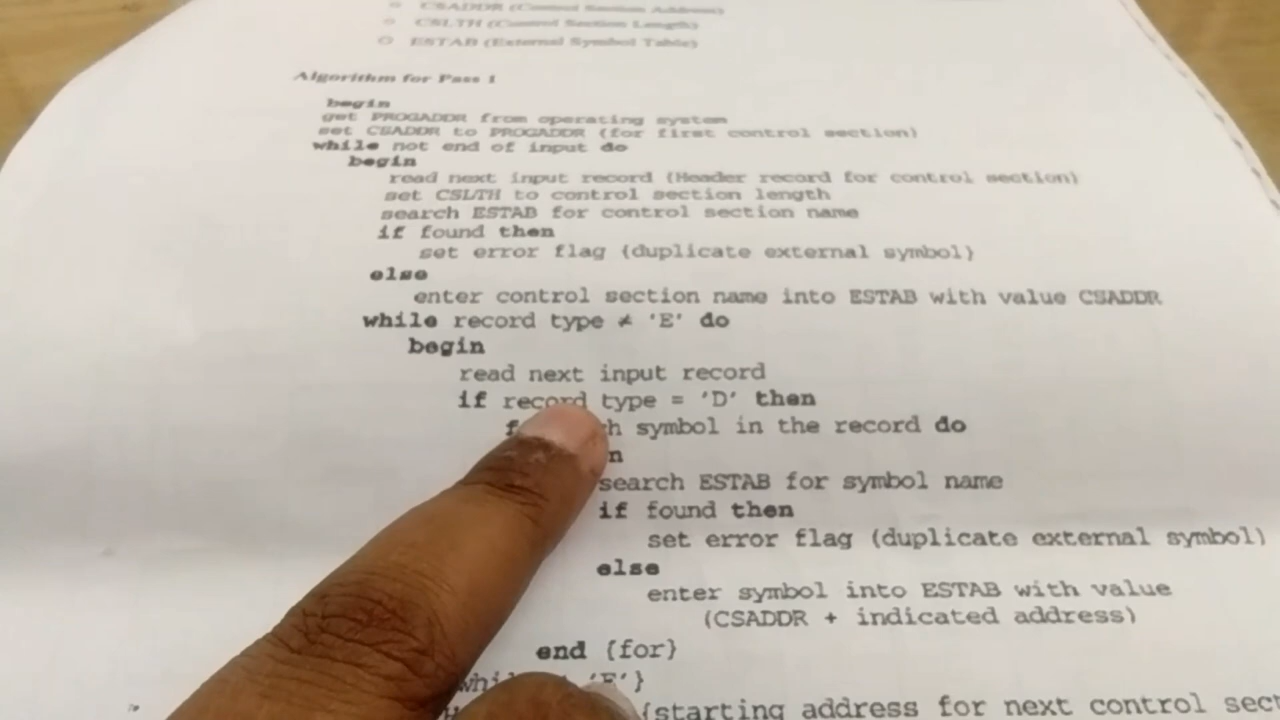 ○ CSADDR (Control Section Address)
○ CSLTH (Control Section Length)
○ ESTAB (External Symbol Table)
Algorithm for Pass 1
begin
get PROGADDR from operating system
set CSADDR to PROGADDR {for first control section)
while not end of input do
begin
read next input record {Header record for control section)
set CSLTH to control section length
search ESTAB for control section name
if found then
set error flag {duplicate external symbol)
else
enter control section name into ESTAB with value CSADDR
while record type ≠ 'E' do
begin
read next input record
if record type = 'D' then
symbol in the record do
search ESTAB for symbol name
if found then
set error flag (duplicate external symbol)
else
enter symbol into ESTAB with value
(CSADDR + indicated address)
end {for}
'E'}
{starting address for next control sect